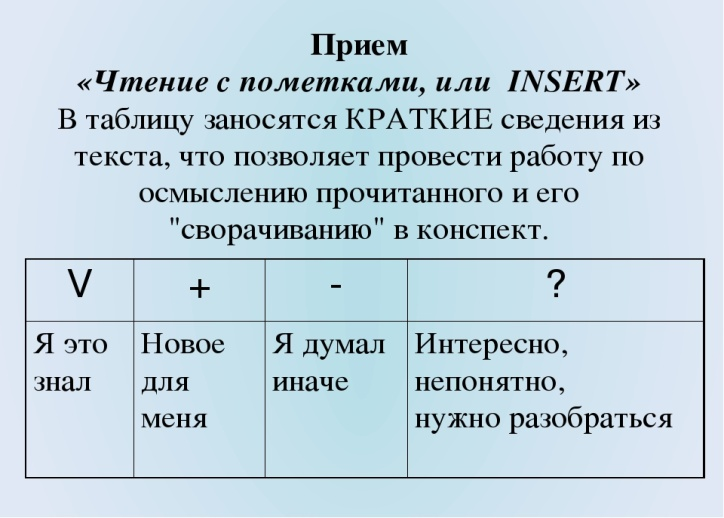 Прием
«Чтение с пометками, или INSERT»
В таблицу заносятся КРАТКИЕ сведения из
текста, что позволяет провести работу по
осмыслению прочитанного и его
"сворачиванию" в конспект.
V + - ?
Я это Новое Я думал Интересно,
знал для иначе непонятно,
меня нужно разобраться